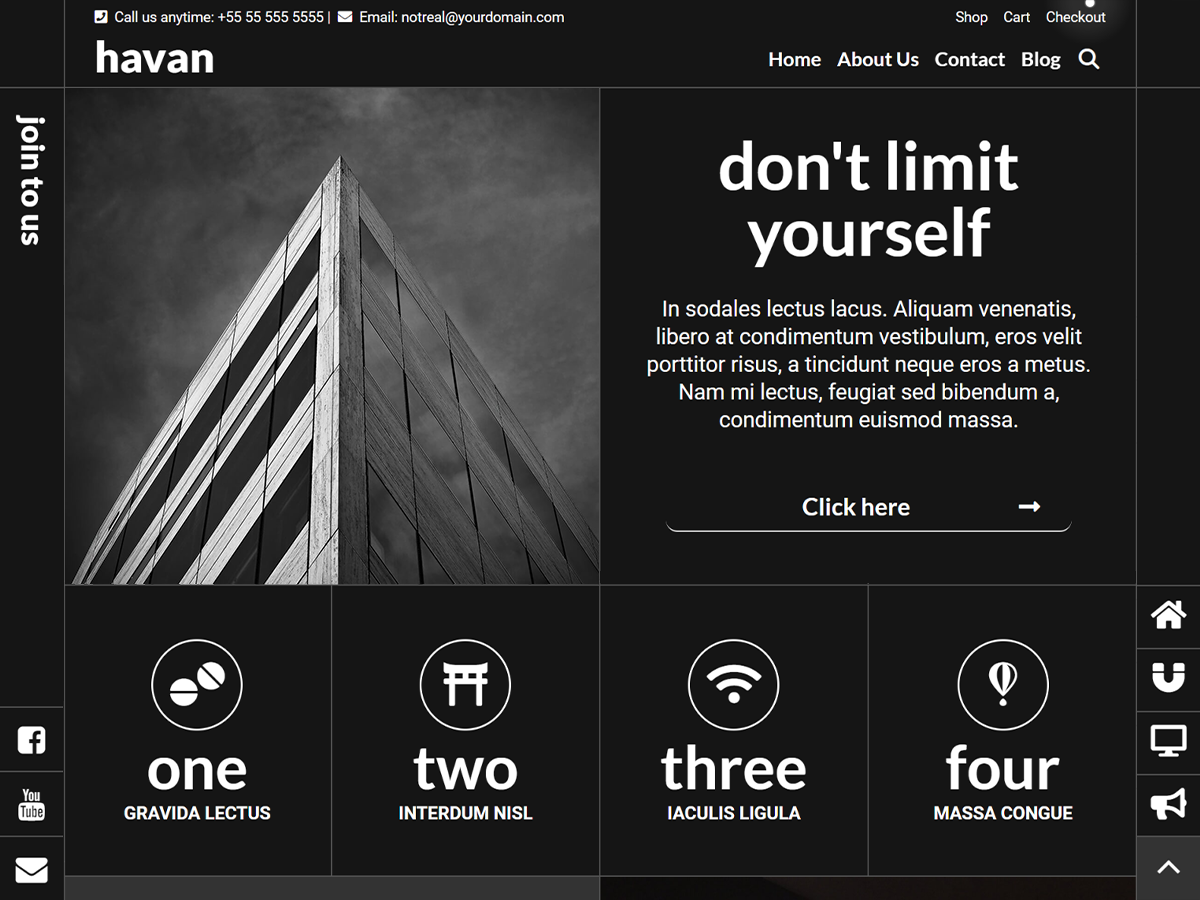 Call us anytime: +55 55 555 5555 | Email: notreal@yourdomain.com
Shop Cart Checkout
havan
Home About Us Contact Blog
join to us
don't limit
yourself
In sodales lectus lacus. Aliquam venenatis,
libero at condimentum vestibulum, eros velit
porttitor risus, a tincidunt neque eros a metus.
Nam mi lectus, feugiat sed bibendum a,
condimentum euismod massa.
Click here
one
GRAVIDA LECTUS
two
INTERDUM NISL
three
IACULIS LIGULA
four
MASSA CONGUE
You
Tube